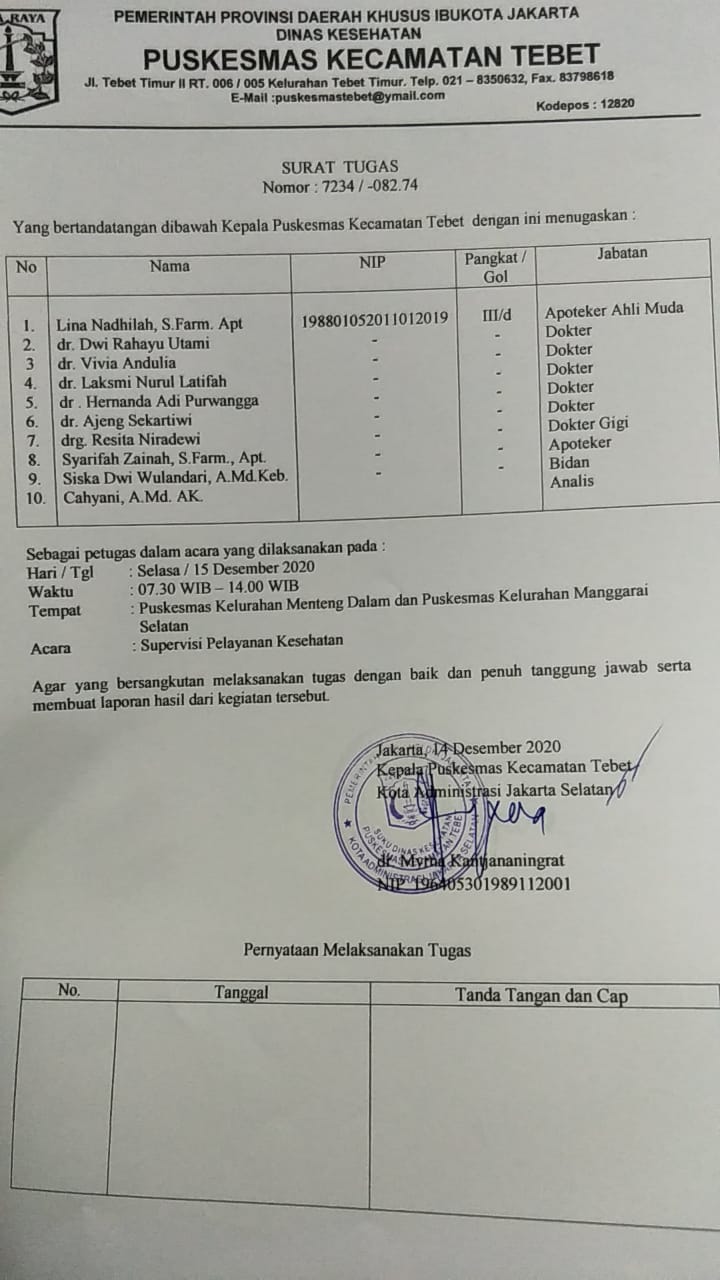 RAYA
PEMERINTAH PROVINSI DAERAH KHUSUS IBUKOTA JAKARTA
DINAS KESEHATAN
PUSKESMAS KECAMATAN TEBET
Jl. Tebet Timur II RT. 006 / 005 Kelurahan Tebet Timur. Telp. 021 – 8350632, Fax. 83798618
E-Mail :puskesmastebet@ymail.com
Kodepos : 12820
SURAT TUGAS
Nomor : 7234 / -082.74
Yang bertandatangan dibawah Kepala Puskesmas Kecamatan Tebet dengan ini menugaskan :
No Nama NIP Pangkat / Gol Jabatan
1. Lina Nadhilah, S.Farm. Apt 198801052011012019 III/d Apoteker Ahli Muda
2. dr. Dwi Rahayu Utami - - Dokter
3 dr. Vivia Andulia - - Dokter
4. dr. Laksmi Nurul Latifah - - Dokter
5. dr . Hernanda Adi Purwangga - - Dokter
6. dr. Ajeng Sekartiwi - - Dokter
7. drg. Resita Niradewi - - Dokter Gigi
8. Syarifah Zainah, S.Farm., Apt. - - Apoteker
9. Siska Dwi Wulandari, A.Md.Keb. - - Bidan
10. Cahyani, A.Md. AK. Analis
Sebagai petugas dalam acara yang dilaksanakan pada :
Hari / Tgl : Selasa / 15 Desember 2020
Waktu : 07.30 WIB – 14.00 WIB
Tempat : Puskesmas Kelurahan Menteng Dalam dan Puskesmas Kelurahan Manggarai
Selatan
Acara : Supervisi Pelayanan Kesehatan
Agar yang bersangkutan melaksanakan tugas dengan baik dan penuh tanggung jawab serta
membuat laporan hasil dari kegiatan tersebut.
Jakarta, 14 Desember 2020
Kepala Puskesmas Kecamatan Tebet
Kota Administrasi Jakarta Selatan
SUKU DINAS KESEHATAN
KOTA ADMINISTRASI JAKARTA SELATAN
dr. Myrna Kantjananingrat
NIP 196405301989112001
Pernyataan Melaksanakan Tugas
No. Tanggal Tanda Tangan dan Cap